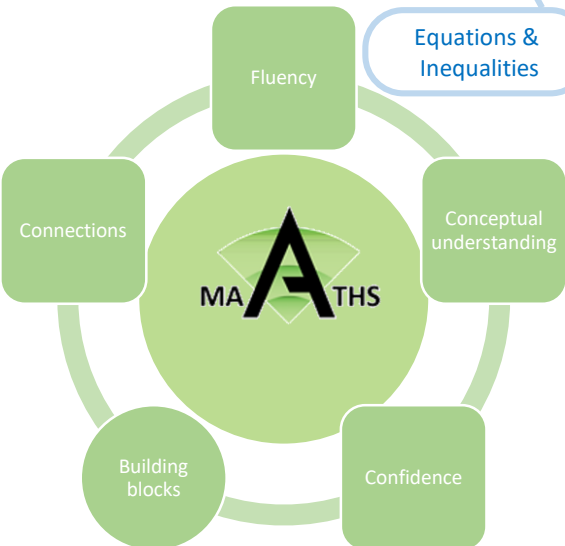 Equations &
Inequalities
Fluency
Connections
Conceptual
understanding
MATHS
Building
blocks
Confidence